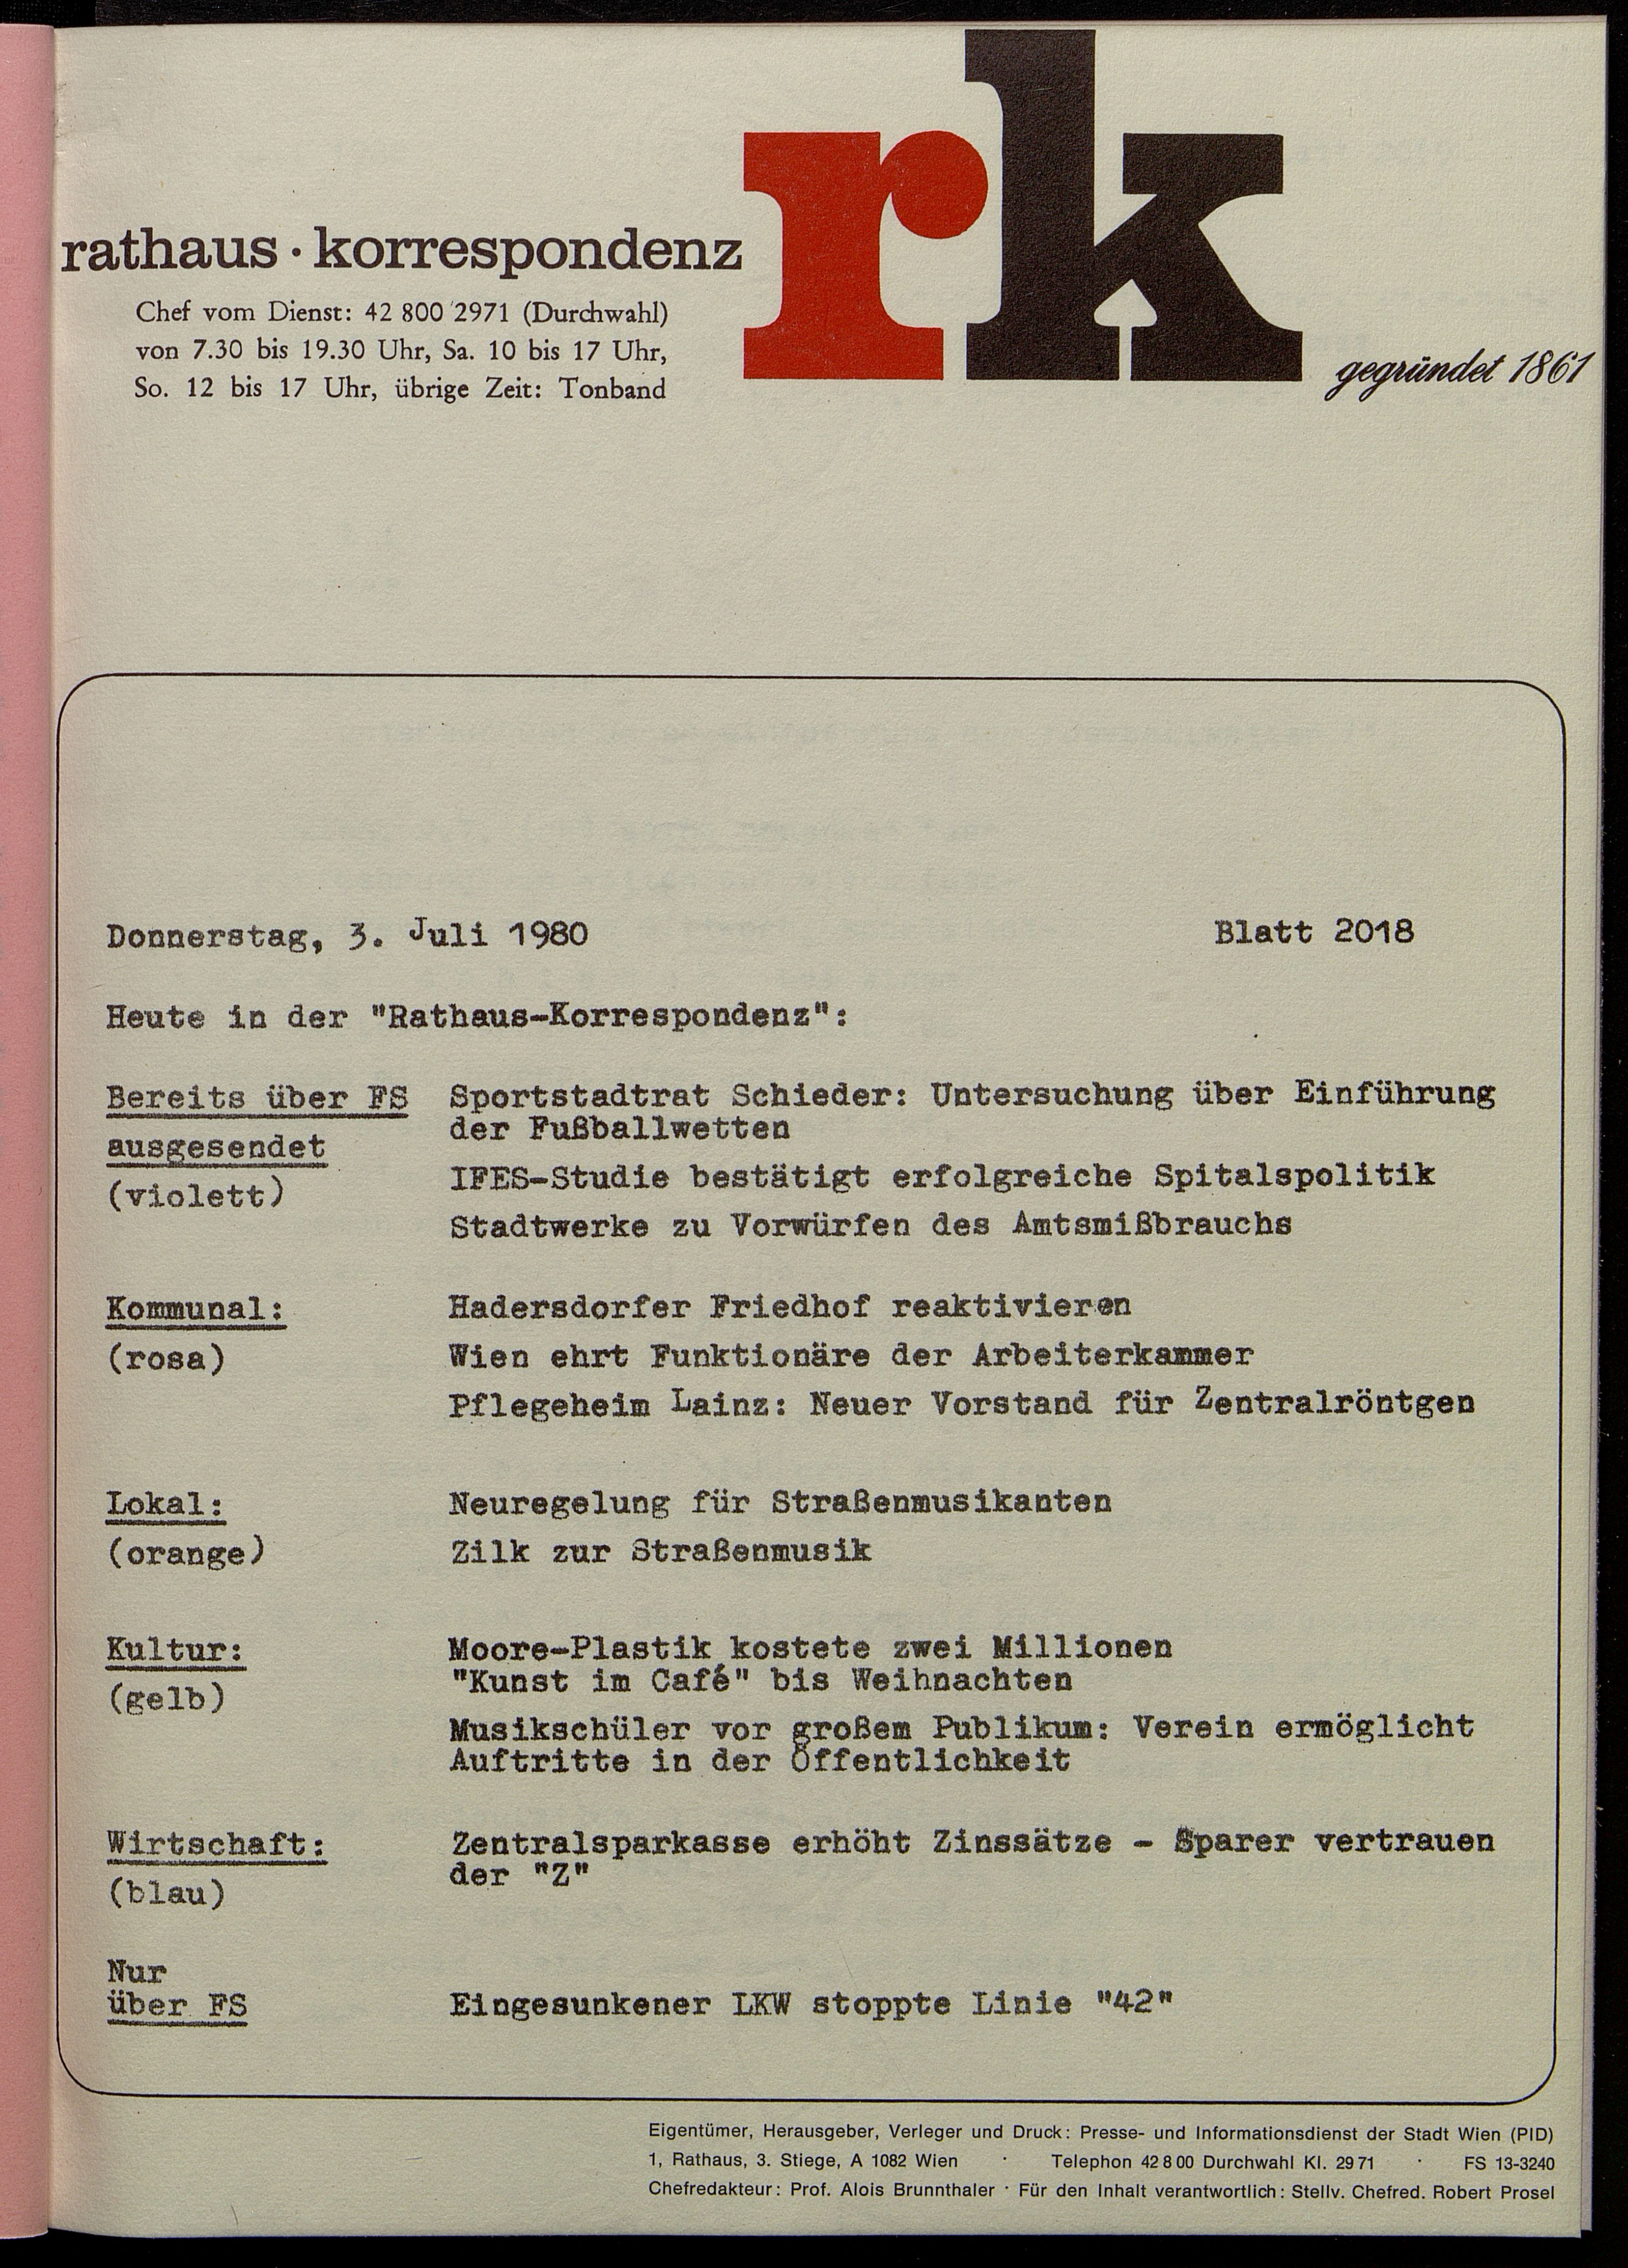 rk
rathaus · korrespondenz
Chef vom Dienst: 42 800 2971 (Durchwahl)
von 7.30 bis 19.30 Uhr, Sa. 10 bis 17 Uhr,
So. 12 bis 17 Uhr, übrige Zeit: Tonband
gegründet 1861
Donnerstag, 3. Juli 1980 Blatt 2018
Heute in der "Rathaus-Korrespondenz":
Bereits über FS Sportstadtrat Schieder: Untersuchung über Einführung
der Fußballwetten
ausgesendet
IFES-Studie bestätigt erfolgreiche Spitalspolitik
(violett)
Stadtwerke zu Vorwürfen des Amtsmißbrauchs
Kommunal: Hadersdorfer Friedhof reaktivieren
(rosa) Wien ehrt Funktionäre der Arbeiterkammer
Pflegeheim Lainz: Neuer Vorstand für Zentralröntgen
Lokal: Neuregelung für Straßenmusikanten
(orange) Zilk zur Straßenmusik
Kultur: Moore-Plastik kostete zwei Millionen
"Kunst im Café" bis Weihnachten
(gelb)
Musikschüler vor großem Publikum: Verein ermöglicht
Auftritte in der Öffentlichkeit
Wirtschaft: Zentralsparkasse erhöht Zinssätze - Sparer vertrauen
der "Z"
(blau)
Nur
über FS Eingesunkener LKW stoppte Linie "42"
Eigentümer, Herausgeber, Verleger und Druck: Presse- und Informationsdienst der Stadt Wien (PID)
1, Rathaus, 3. Stiege, A 1082 Wien · Telephon 42 8 00 Durchwahl Kl. 29 71 · FS 13-3240
Chefredakteur: Prof. Alois Brunnthaler · Für den Inhalt verantwortlich: Stellv. Chefred. Robert Prosel